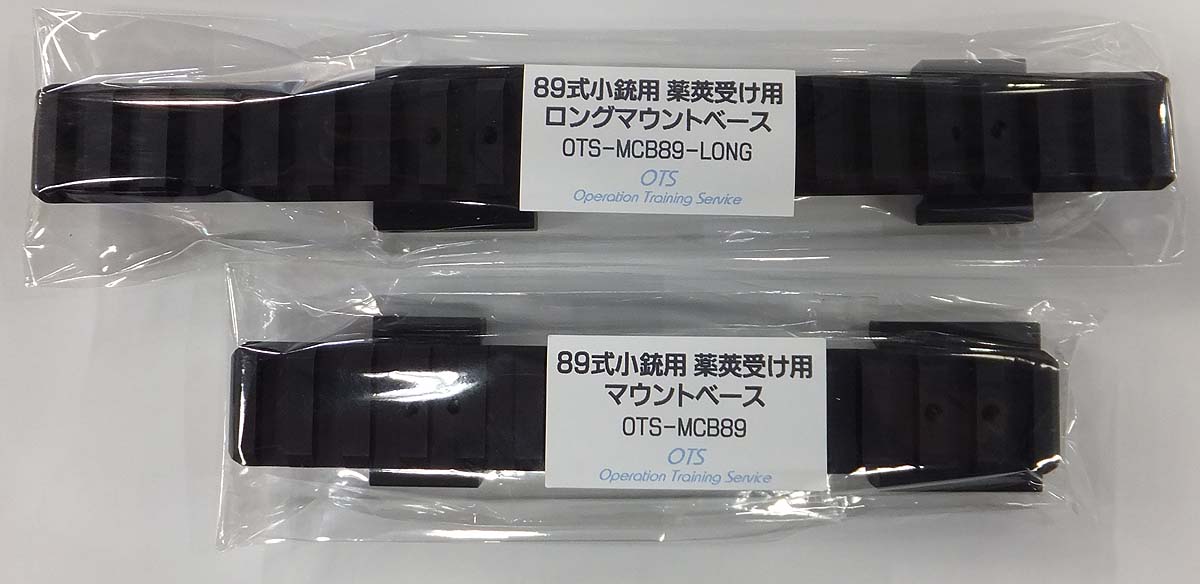 89式小銃用 薬莢受け用
ロングマウントベース
OTS-MCB89-LONG
OTS
Operation Training Service
89式小銃用 薬莢受け用
マウントベース
OTS-MCB89
OTS
Operation Training Service